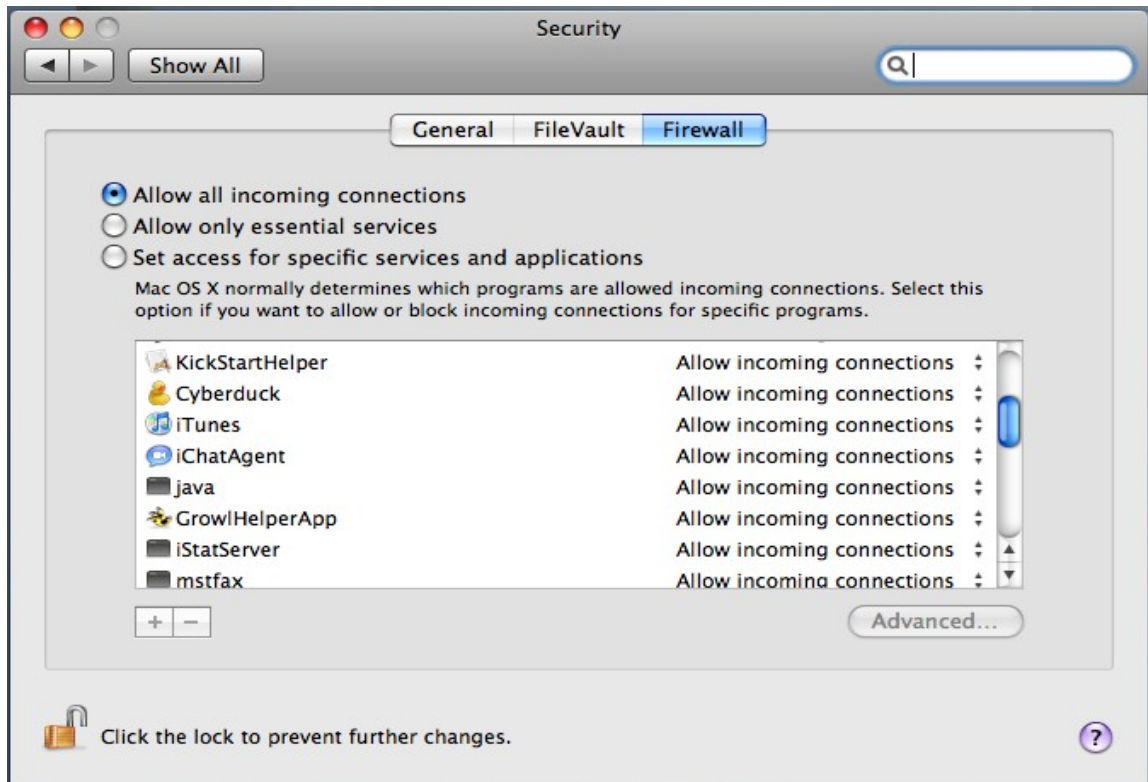 Security
Show All
General FileVault Firewall
Allow all incoming connections
Allow only essential services
Set access for specific services and applications
Mac OS X normally determines which programs are allowed incoming connections. Select this
option if you want to allow or block incoming connections for specific programs.
KickStartHelper Allow incoming connections
Cyberduck Allow incoming connections
iTunes Allow incoming connections
iChatAgent Allow incoming connections
java Allow incoming connections
GrowlHelperApp Allow incoming connections
iStatServer Allow incoming connections
mstfax Allow incoming connections
+ −
Advanced...
Click the lock to prevent further changes.
?